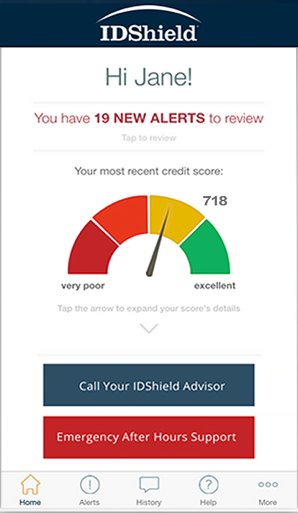 IDShield
Hi Jane!
You have 19 NEW ALERTS to review
Tap to review
Your most recent credit score:
718
very poor
excellent
Tap the arrow to expand your score's details
Call Your IDShield Advisor
Emergency After Hours Support
Home
Alerts
History
Help
More